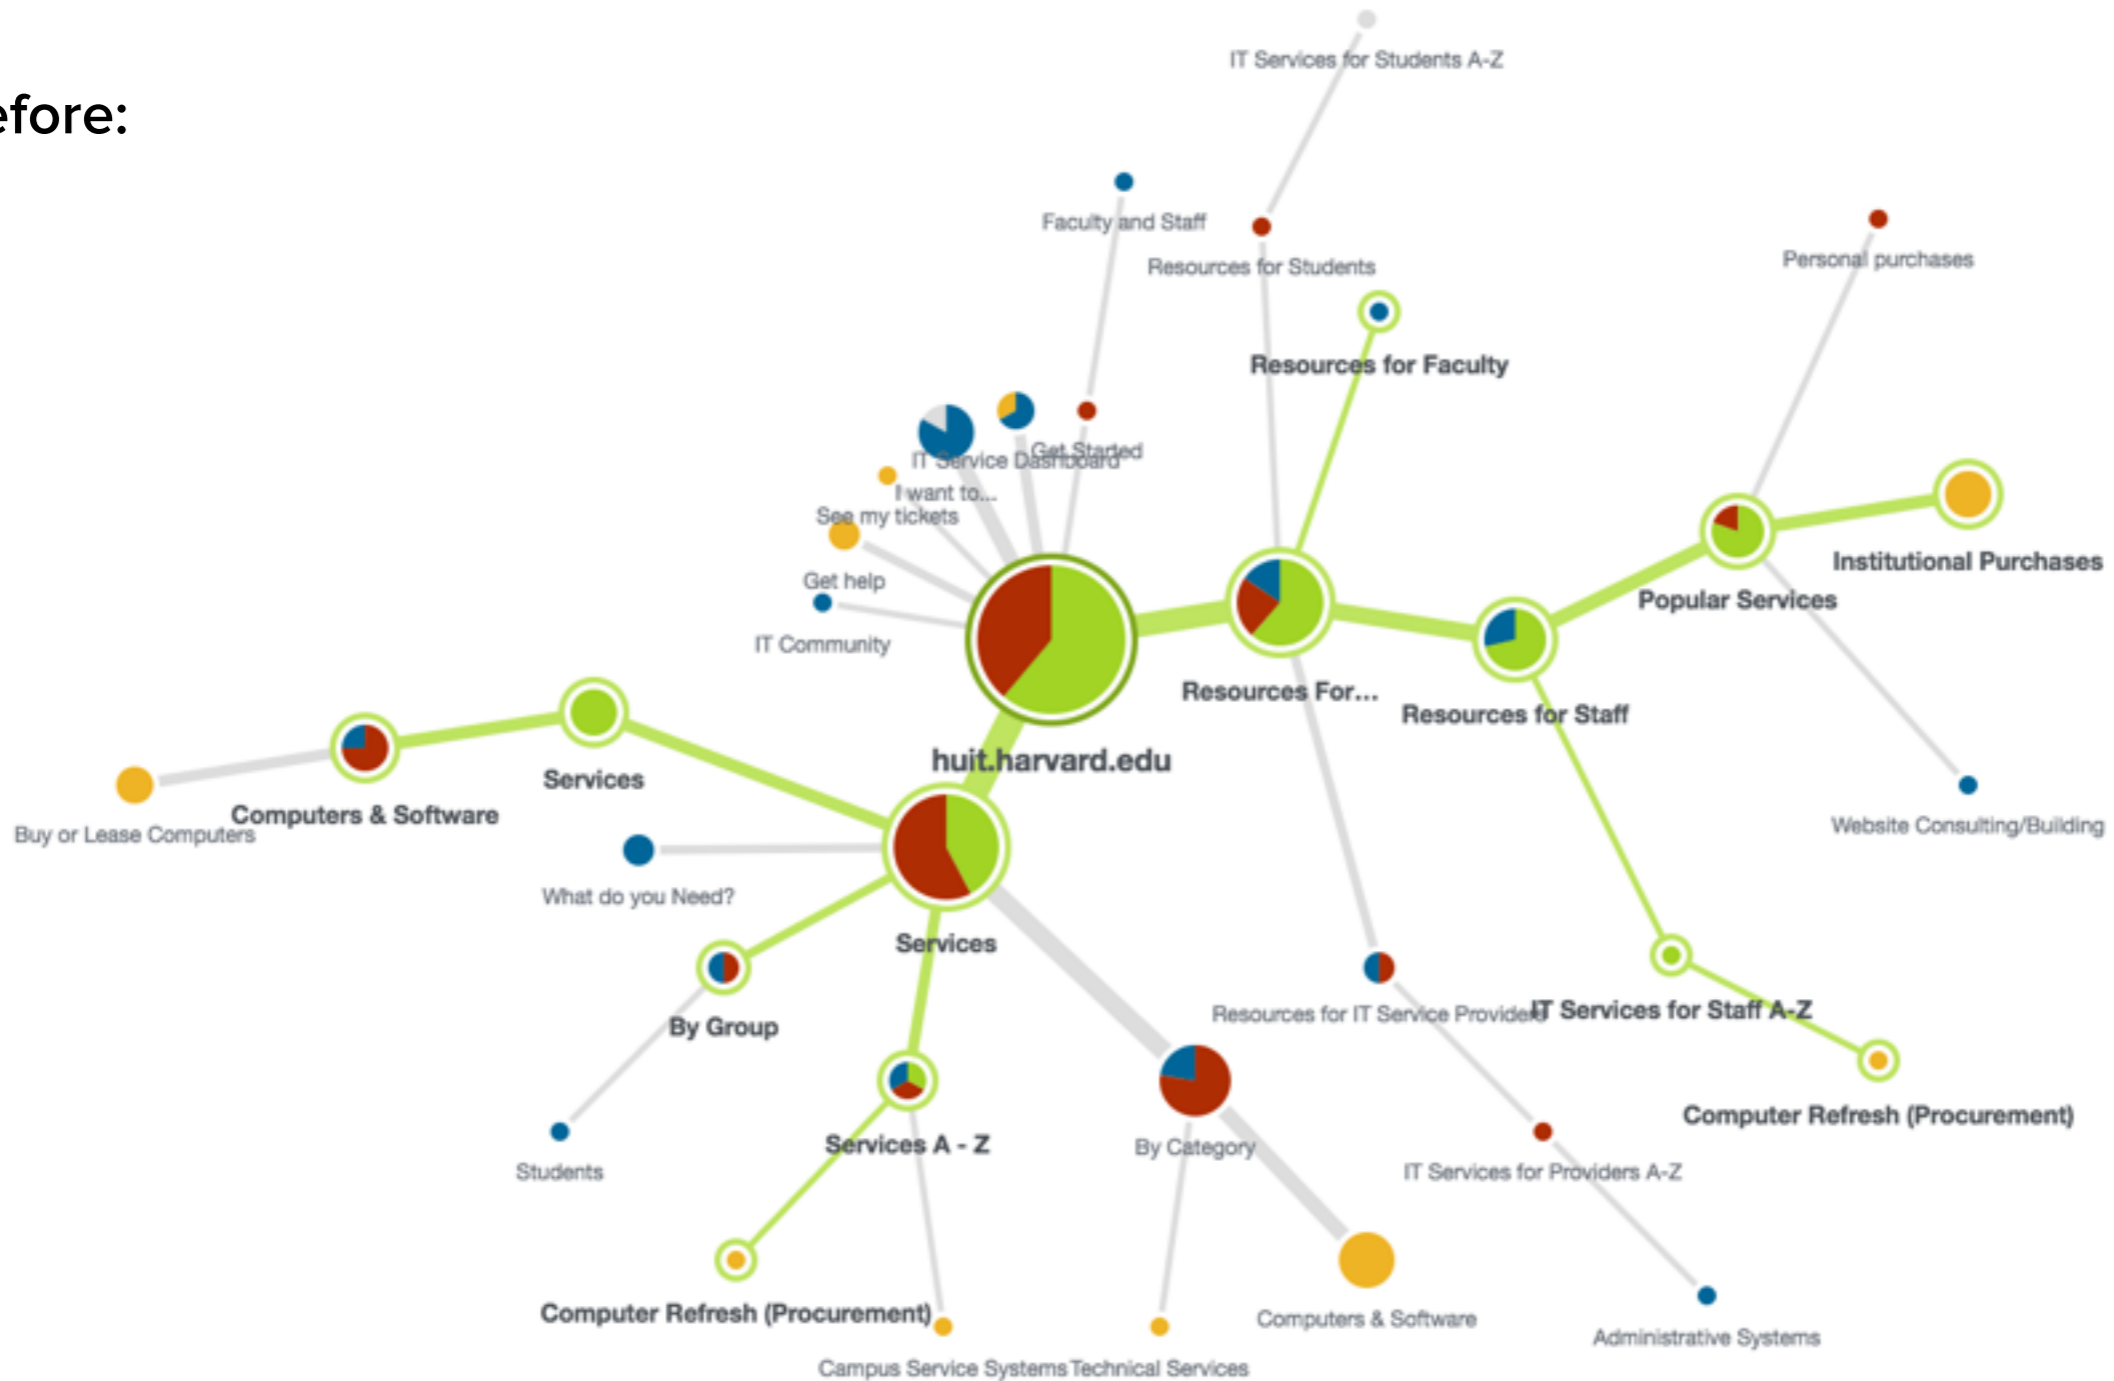 efore:
IT Services for Students A-Z
Faculty and Staff
Resources for Students
Personal purchases
Resources for Faculty
Get Started
IT Service Dashboard
I want to...
See my tickets
Institutional Purchases
Get help
Popular Services
IT Community
Resources For...
Resources for Staff
huit.harvard.edu
Services
Computers & Software
Buy or Lease Computers
Website Consulting/Building
What do you Need?
Services
Resources for IT Service Providers
IT Services for Staff A-Z
By Group
Computer Refresh (Procurement)
Services A - Z
By Category
Students
IT Services for Providers A-Z
Computer Refresh (Procurement)
Computers & Software
Administrative Systems
Campus Service Systems
Technical Services